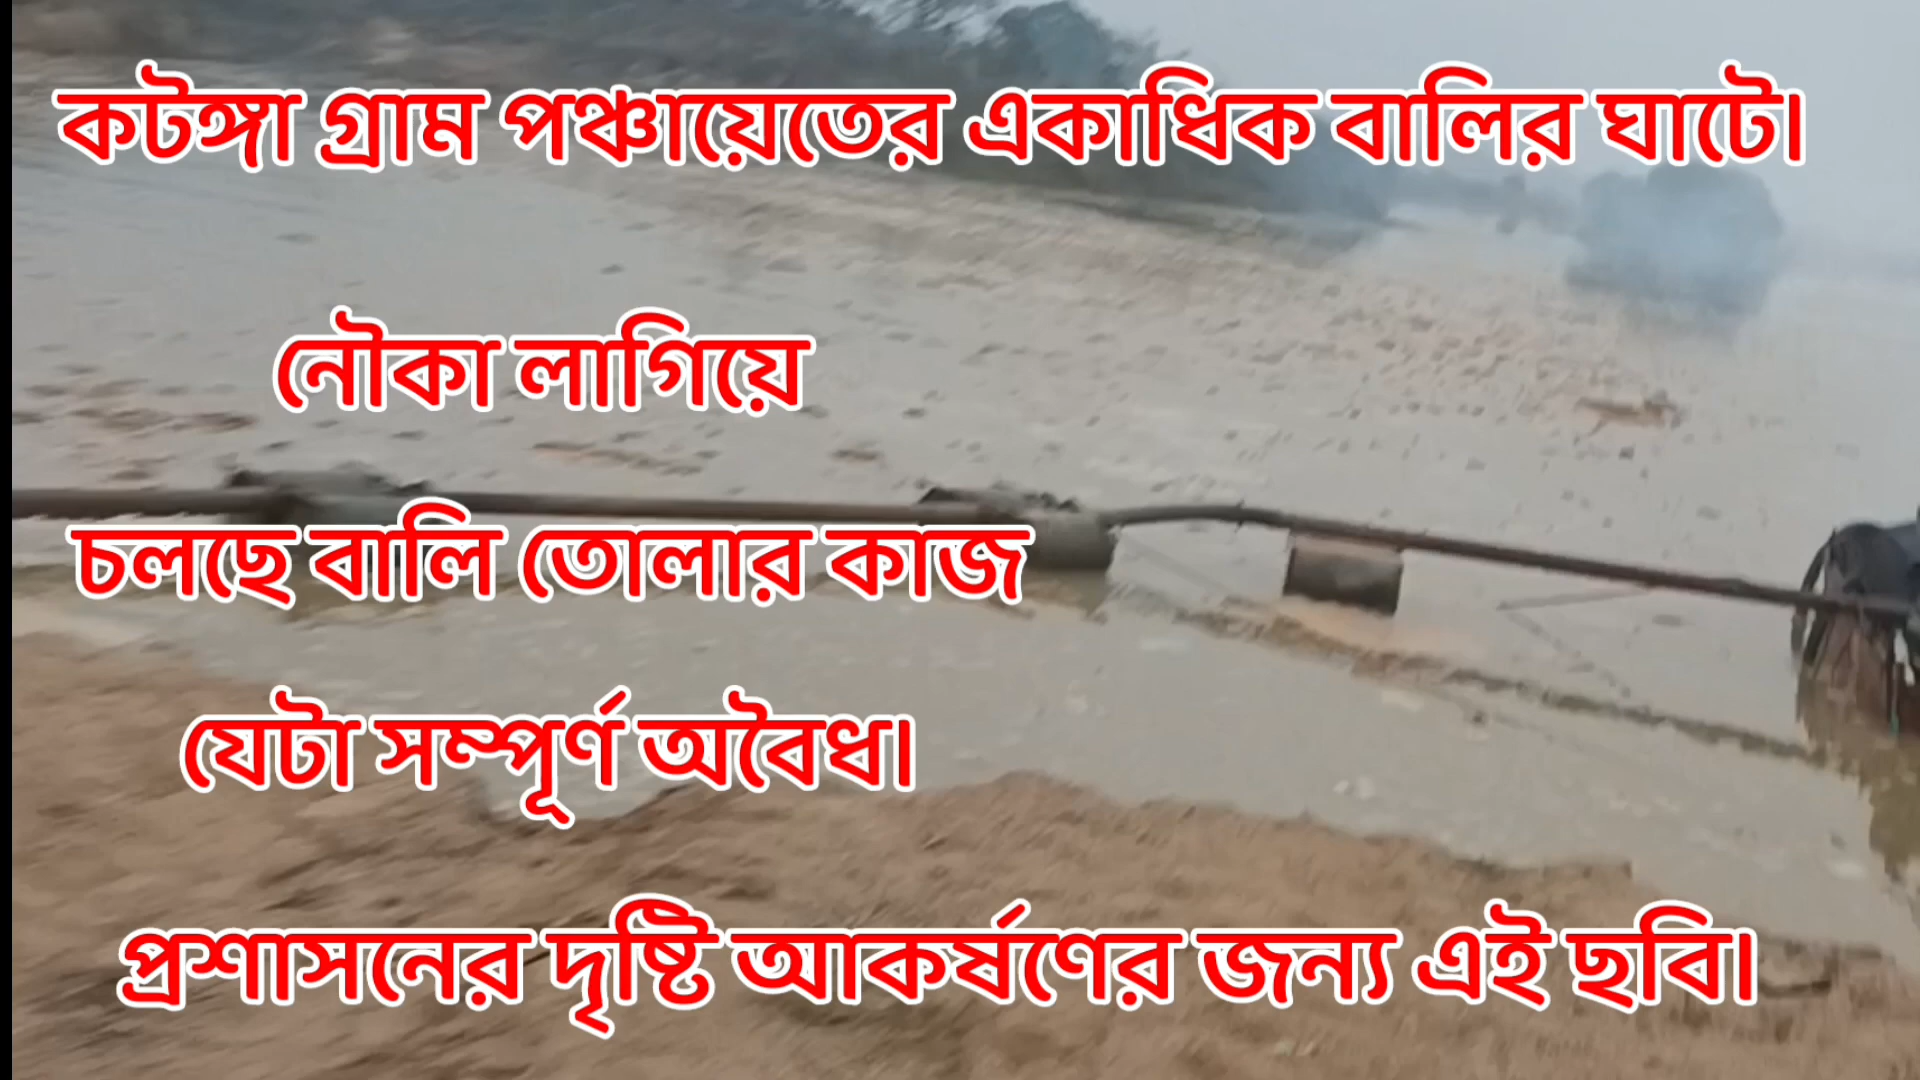 কটঙ্গা গ্রাম পঞ্চায়েতের একাধিক বালির ঘাটে।
নৌকা লাগিয়ে
চলছে বালি তোলার কাজ
যেটা সম্পূর্ণ অবৈধ।
প্রশাসনের দৃষ্টি আকর্ষণের জন্য এই ছবি।